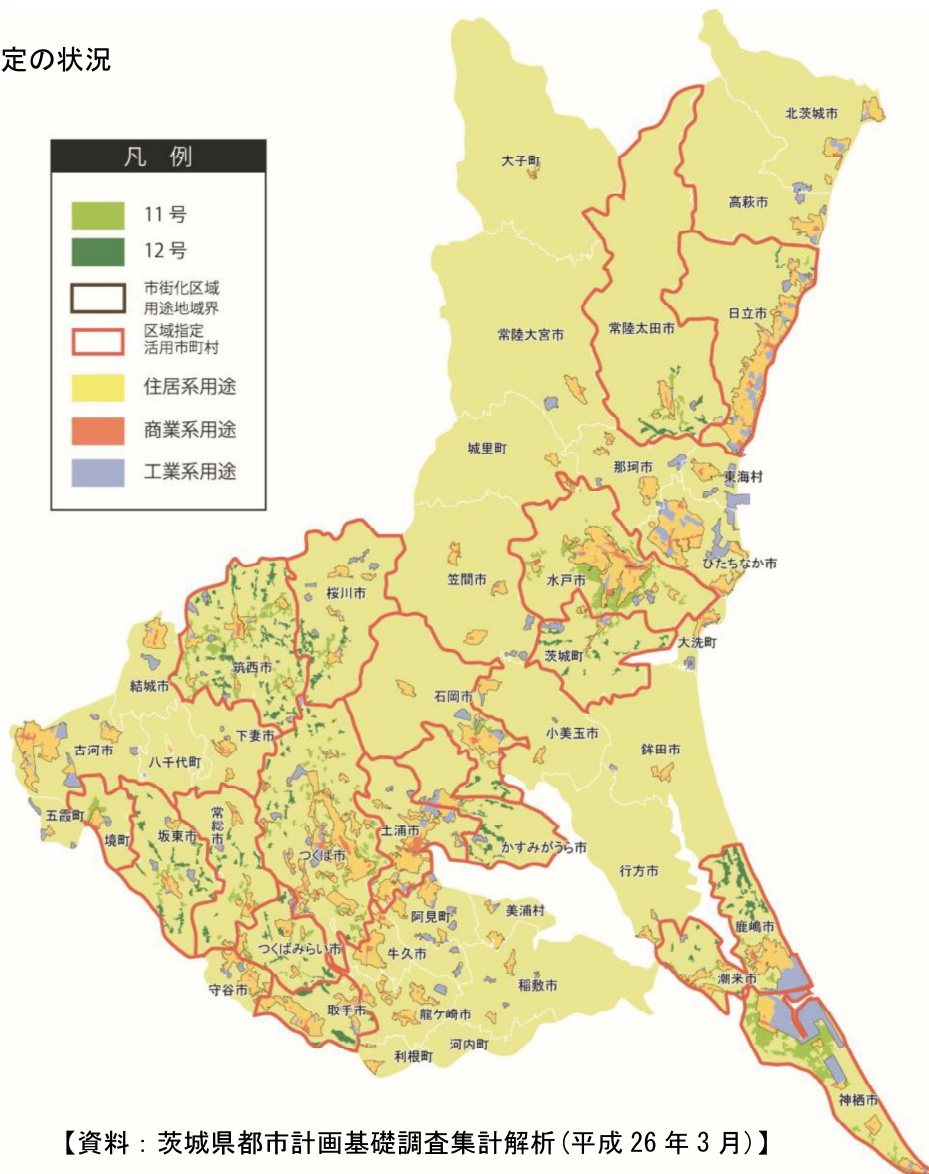 定の状況
凡 例
11号
12号
市街化区域
用途地域界
区域指定
活用市町村
住居系用途
商業系用途
工業系用途
北茨城市
大子町
高萩市
日立市
常陸大宮市
常陸太田市
城里町
那珂市
東海村
ひたちなか市
笠間市
水戸市
桜川市
大洗町
茨城町
筑西市
結城市
石岡市
小美玉市
鉾田市
下妻市
古河市
八千代町
五霞町
境町
坂東市
常総市
つくば市
土浦市
かすみがうら市
行方市
美浦村
阿見町
鹿嶋市
つくばみらい市
牛久市
潮来市
守谷市
稲敷市
取手市
龍ケ崎市
河内町
利根町
神栖市
【資料：茨城県都市計画基礎調査集計解析(平成26年3月)】